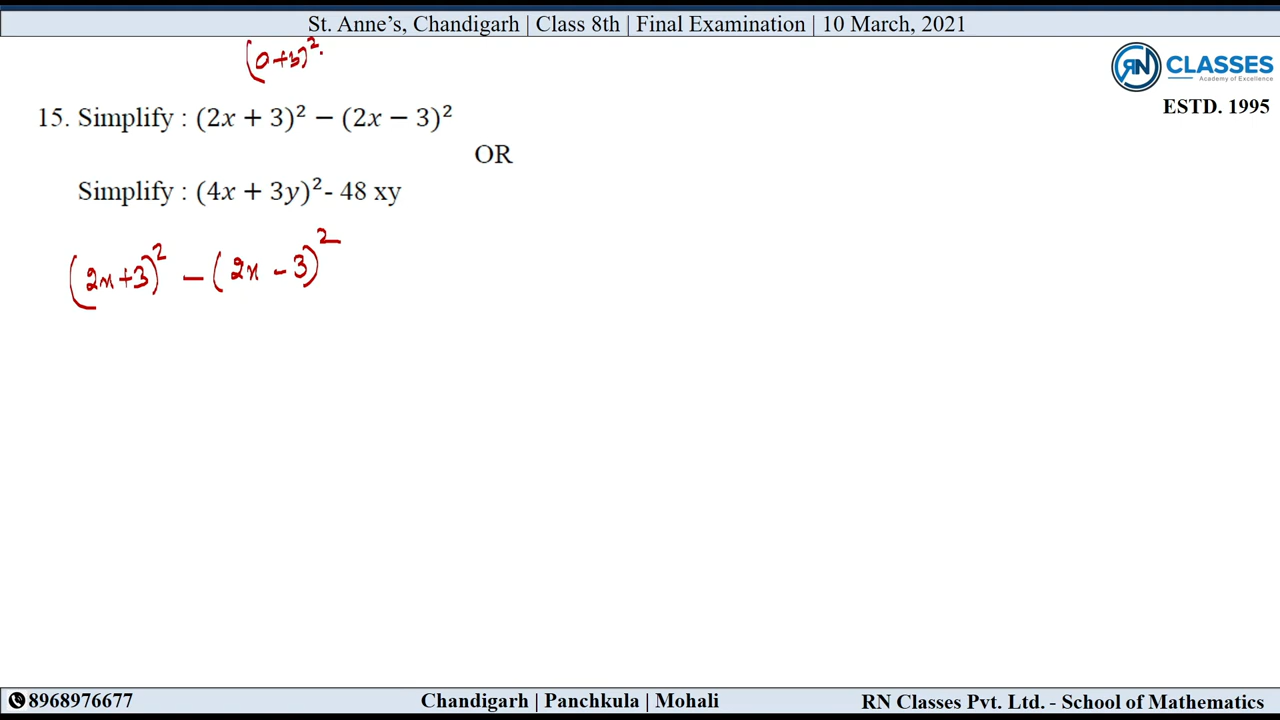 St. Anne's, Chandigarh | Class 8th | Final Examination | 10 March, 2021
(a+b)².
RN CLASSES
Academy of Excellence
ESTD. 1995
15. Simplify : (2x + 3)² − (2x − 3)²
OR
Simplify : (4x + 3y)²- 48 xy
(2x+3)² − (2x − 3)²
8968976677
Chandigarh | Panchkula | Mohali
RN Classes Pvt. Ltd. - School of Mathematics